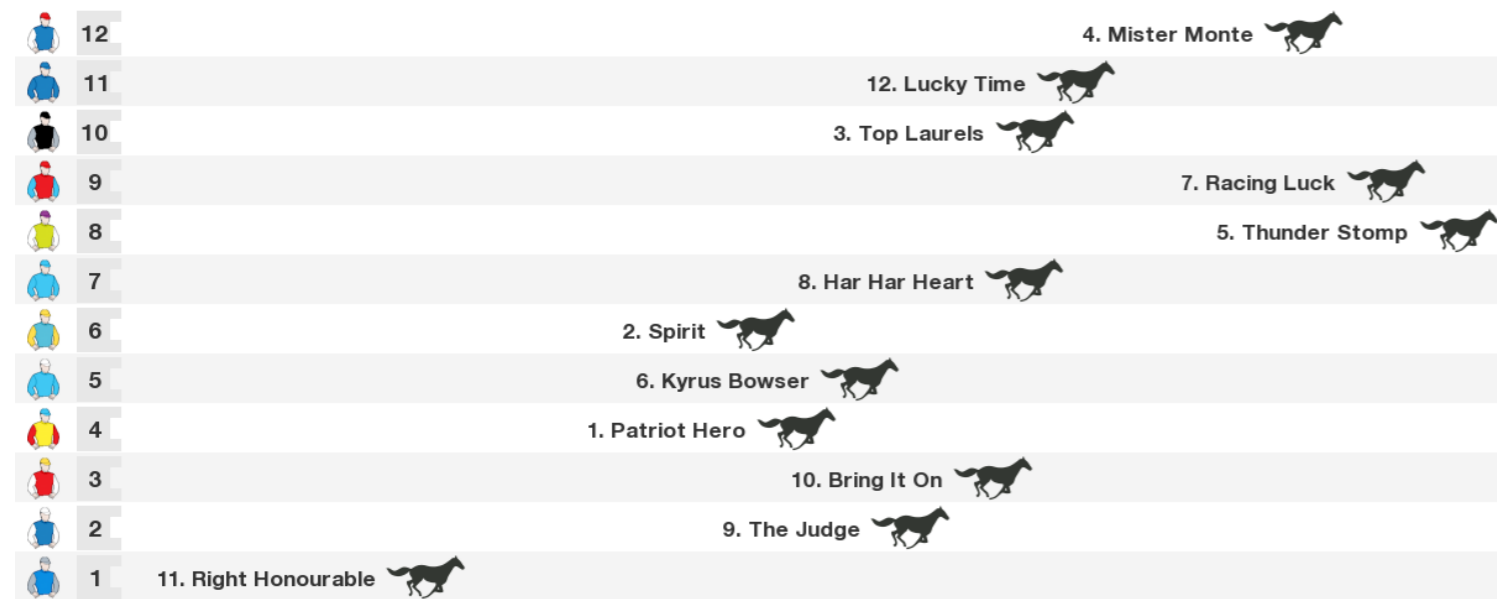 12 4. Mister Monte
11 12. Lucky Time
10 3. Top Laurels
9 7. Racing Luck
8 5. Thunder Stomp
7 8. Har Har Heart
6 2. Spirit
5 6. Kyrus Bowser
4 1. Patriot Hero
3 10. Bring It On
2 9. The Judge
1 11. Right Honourable